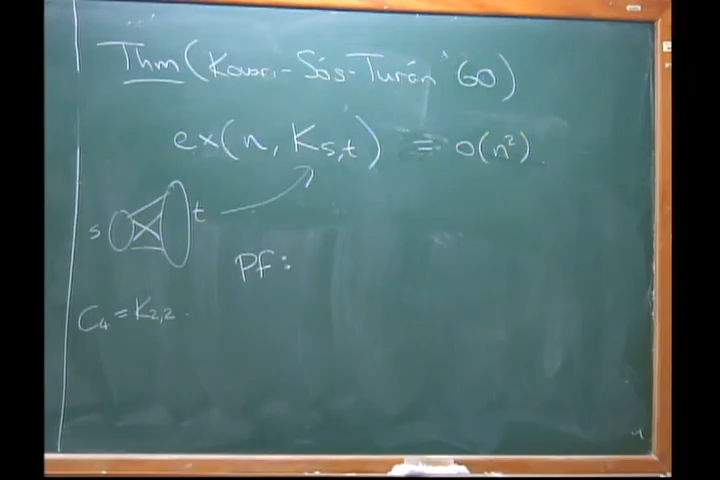 Thm (Kovari-Sós-Turán '60)
ex(n, Ks,t) = o(n²)
s t
Pf:
C4 = K2,2.